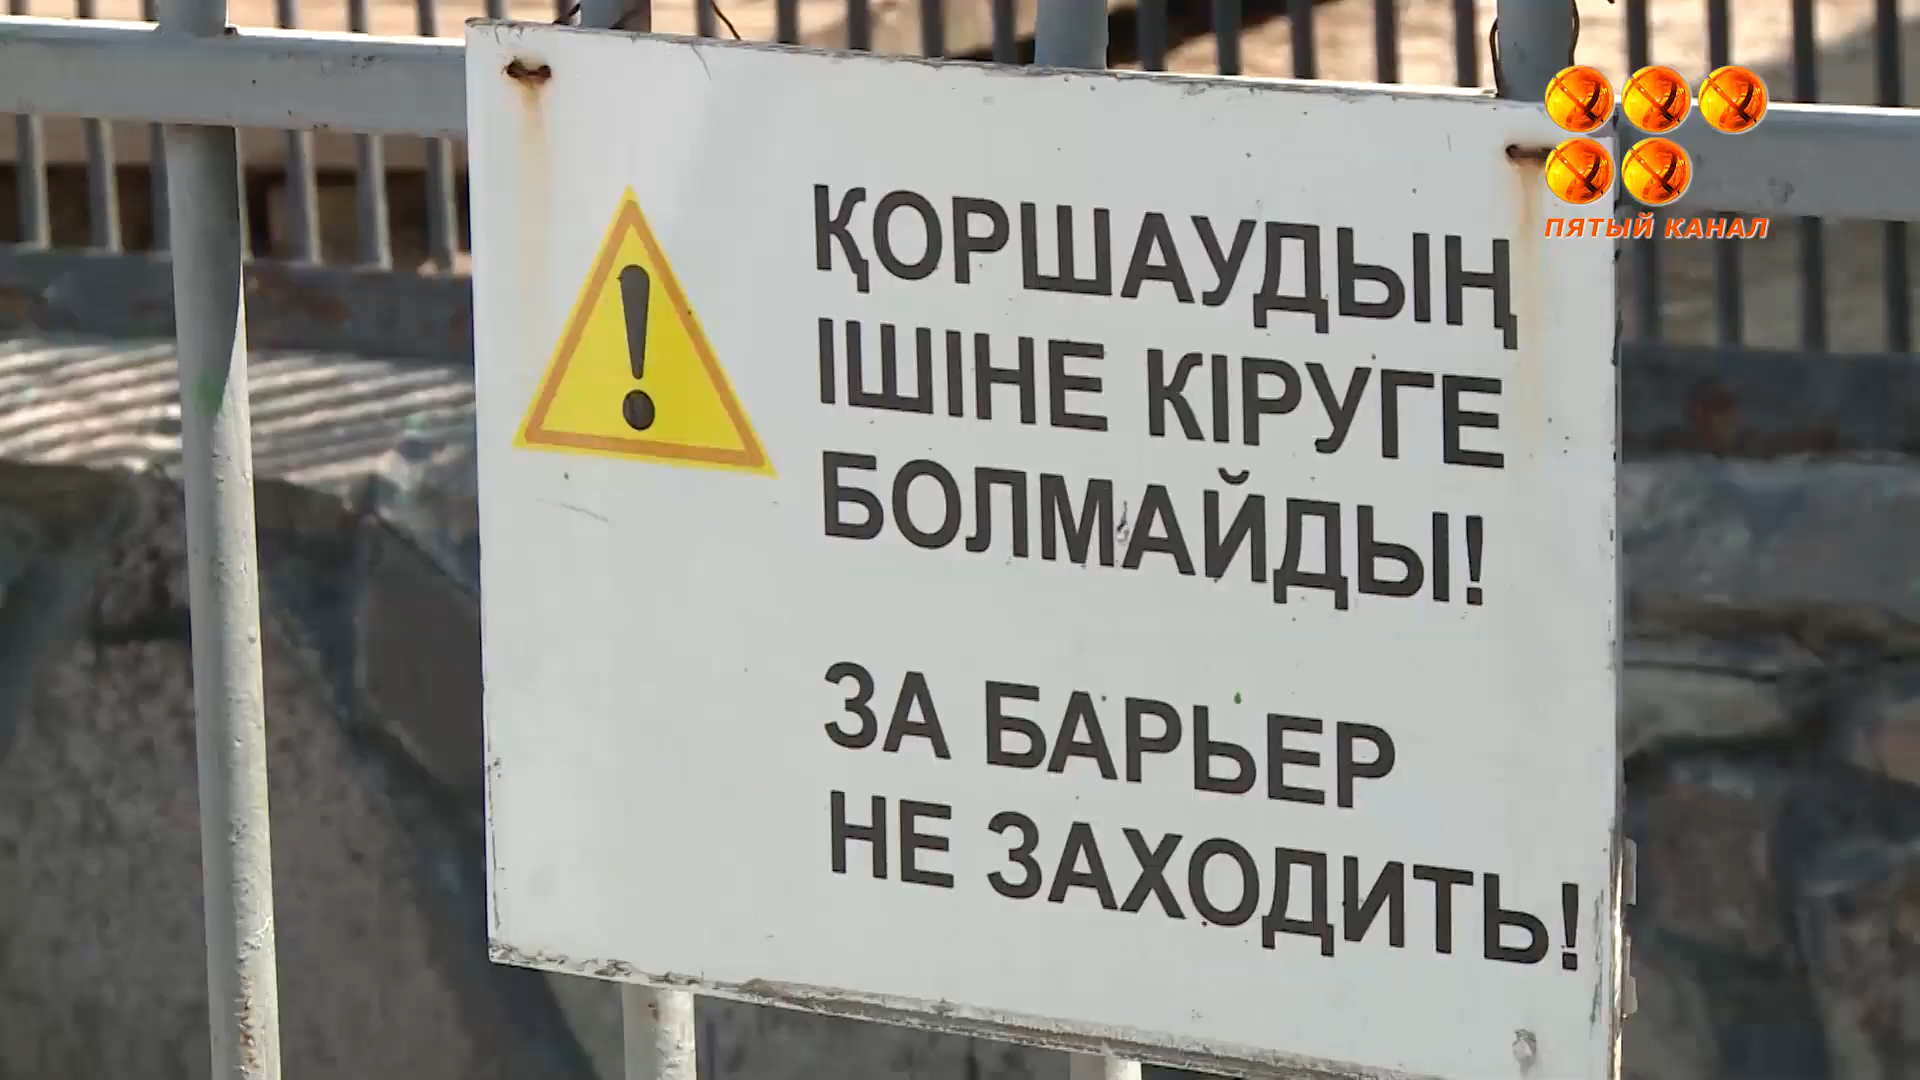 ҚОРШАУДЫҢ
ІШІНЕ КІРУГЕ
БОЛМАЙДЫ!
ЗА БАРЬЕР
НЕ ЗАХОДИТЬ!
ПЯТЫЙ КАНАЛ